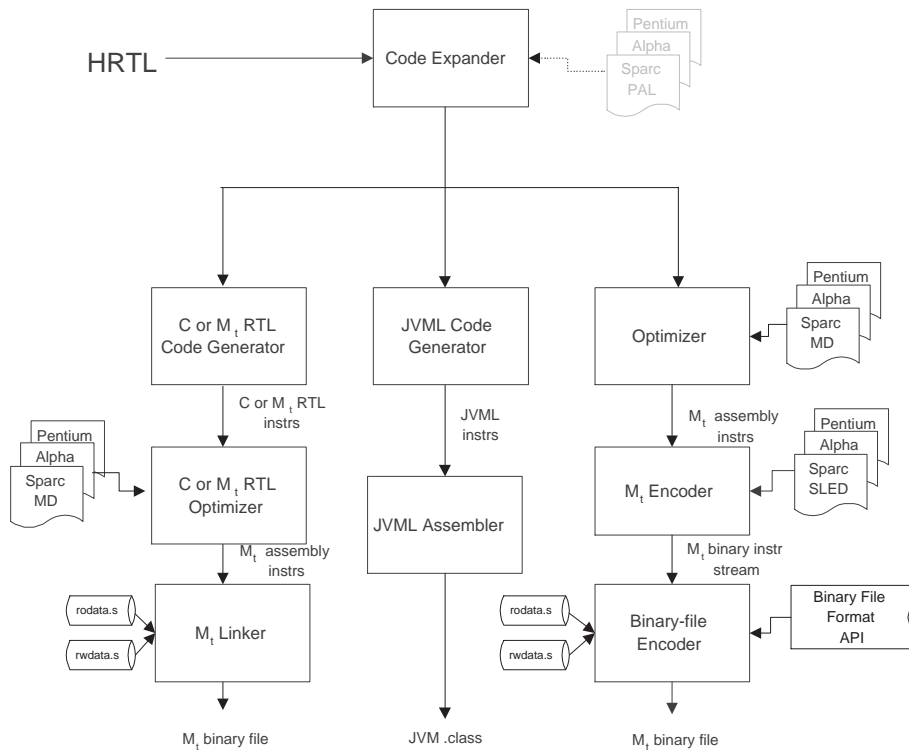 HRTL
Code Expander
Pentium
Alpha
Sparc
PAL
C or M t RTL
Code Generator
JVML Code
Generator
Optimizer
Pentium
Alpha
Sparc
MD
C or M t RTL
instrs
JVML
instrs
M t assembly
instrs
Pentium
Alpha
Sparc
MD
C or M t RTL
Optimizer
JVML Assembler
M t Encoder
Pentium
Alpha
Sparc
SLED
M t assembly
instrs
M t binary instr
stream
rodata.s
rwdata.s
M t Linker
rodata.s
rwdata.s
Binary-file
Encoder
Binary File
Format
API
M t binary file
JVM .class
M t binary file